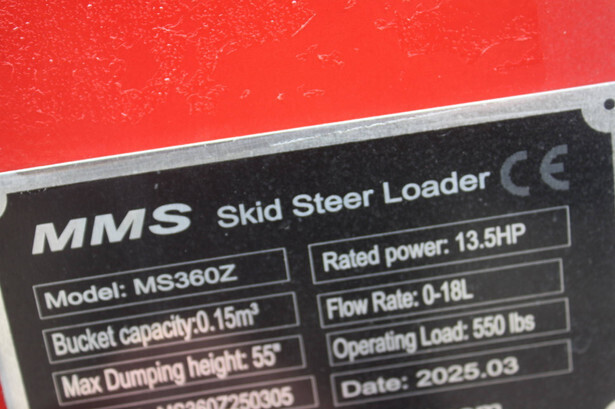 MMS Skid Steer Loader CE
Model: MS360Z
Rated power: 13.5HP
Bucket capacity:0.15m³
Flow Rate: 0-18L
Max Dumping height: 55"
Operating Load: 550 lbs
MS360Z250305
Date: 2025.03